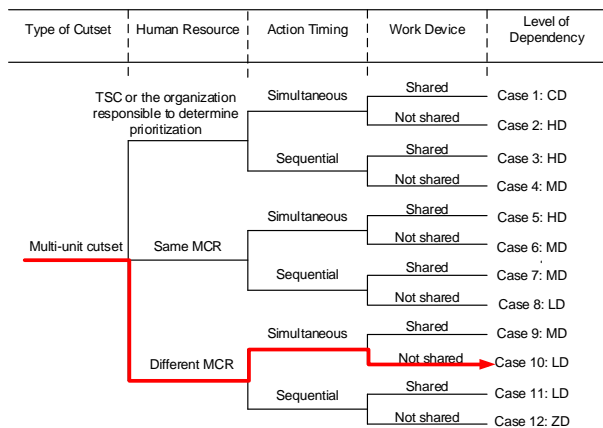 Type of Cutset Human Resource Action Timing Work Device Level of
Dependency
TSC or the organization
responsible to determine
prioritization
Simultaneous
Shared
Case 1: CD
Not shared
Case 2: HD
Sequential
Shared
Case 3: HD
Not shared
Case 4: MD
Multi-unit cutset
Same MCR
Simultaneous
Shared
Case 5: HD
Not shared
Case 6: MD
Sequential
Shared
Case 7: MD
Not shared
Case 8: LD
Different MCR
Simultaneous
Shared
Case 9: MD
Not shared
Case 10: LD
Sequential
Shared
Case 11: LD
Not shared
Case 12: ZD